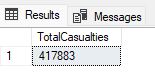 Results Messages
TotalCasualties
1 417883